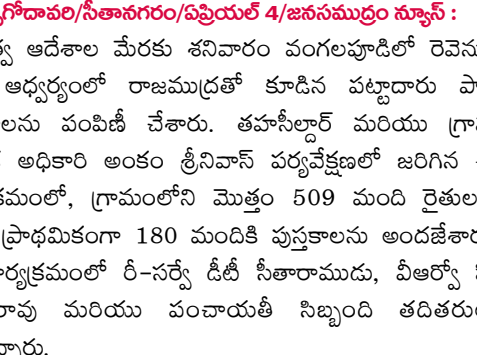 గోదావరి/సీతానగరం/ఏప్రియల్ 4/జనసముద్రం న్యూస్ :
ఆదేశాల మేరకు శనివారం వంగలపూడిలో
ఆధ్వర్యంలో రాజముద్రతో కూడిన పట్టాదారు
లను పంపిణీ చేశారు. తహసీల్దార్ మరియు
అధికారి అంకం శ్రీనివాస్ పర్యవేక్షణలో జరిగిన
క్రమంలో, గ్రామంలోని మొత్తం 509 మంది రైతుల
ప్రాథమికంగా 180 మందికి పుస్తకాలను అందజేశా
ర్యక్రమంలో రీ-సర్వే డీటీ సీతారాముడు, వీఆర్వో
రావు మరియు పంచాయతీ సిబ్బంది తదితరు